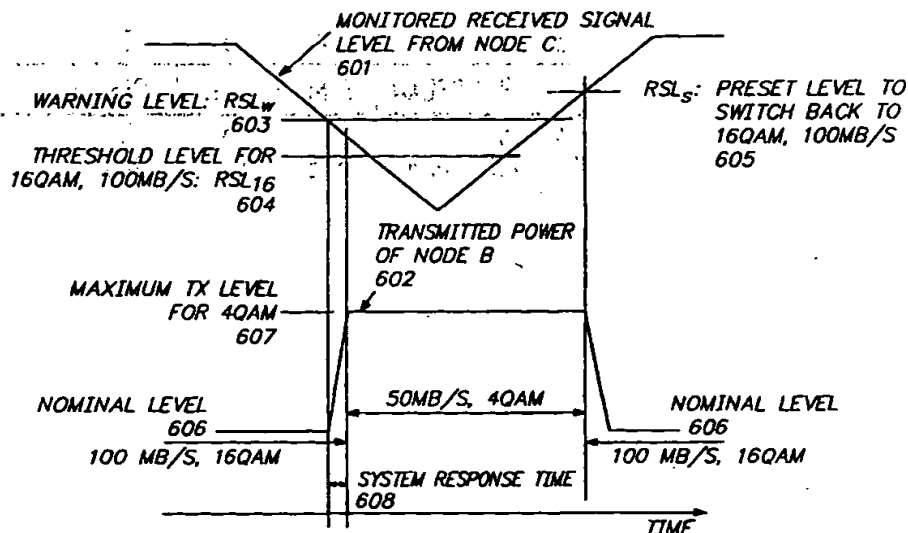 MONITORED RECEIVED SIGNAL
LEVEL FROM NODE C
601
WARNING LEVEL: RSLw
603
RSLS: PRESET LEVEL TO
SWITCH BACK TO
16QAM, 100MB/S
605
THRESHOLD LEVEL FOR
16QAM, 100MB/S: RSL16
604
TRANSMITTED POWER
OF NODE B
602
MAXIMUM TX LEVEL
FOR 4QAM
607
50MB/S, 4QAM
NOMINAL LEVEL
606
NOMINAL LEVEL
606
100 MB/S, 16QAM
100 MB/S, 16QAM
SYSTEM RESPONSE TIME
608
TIME